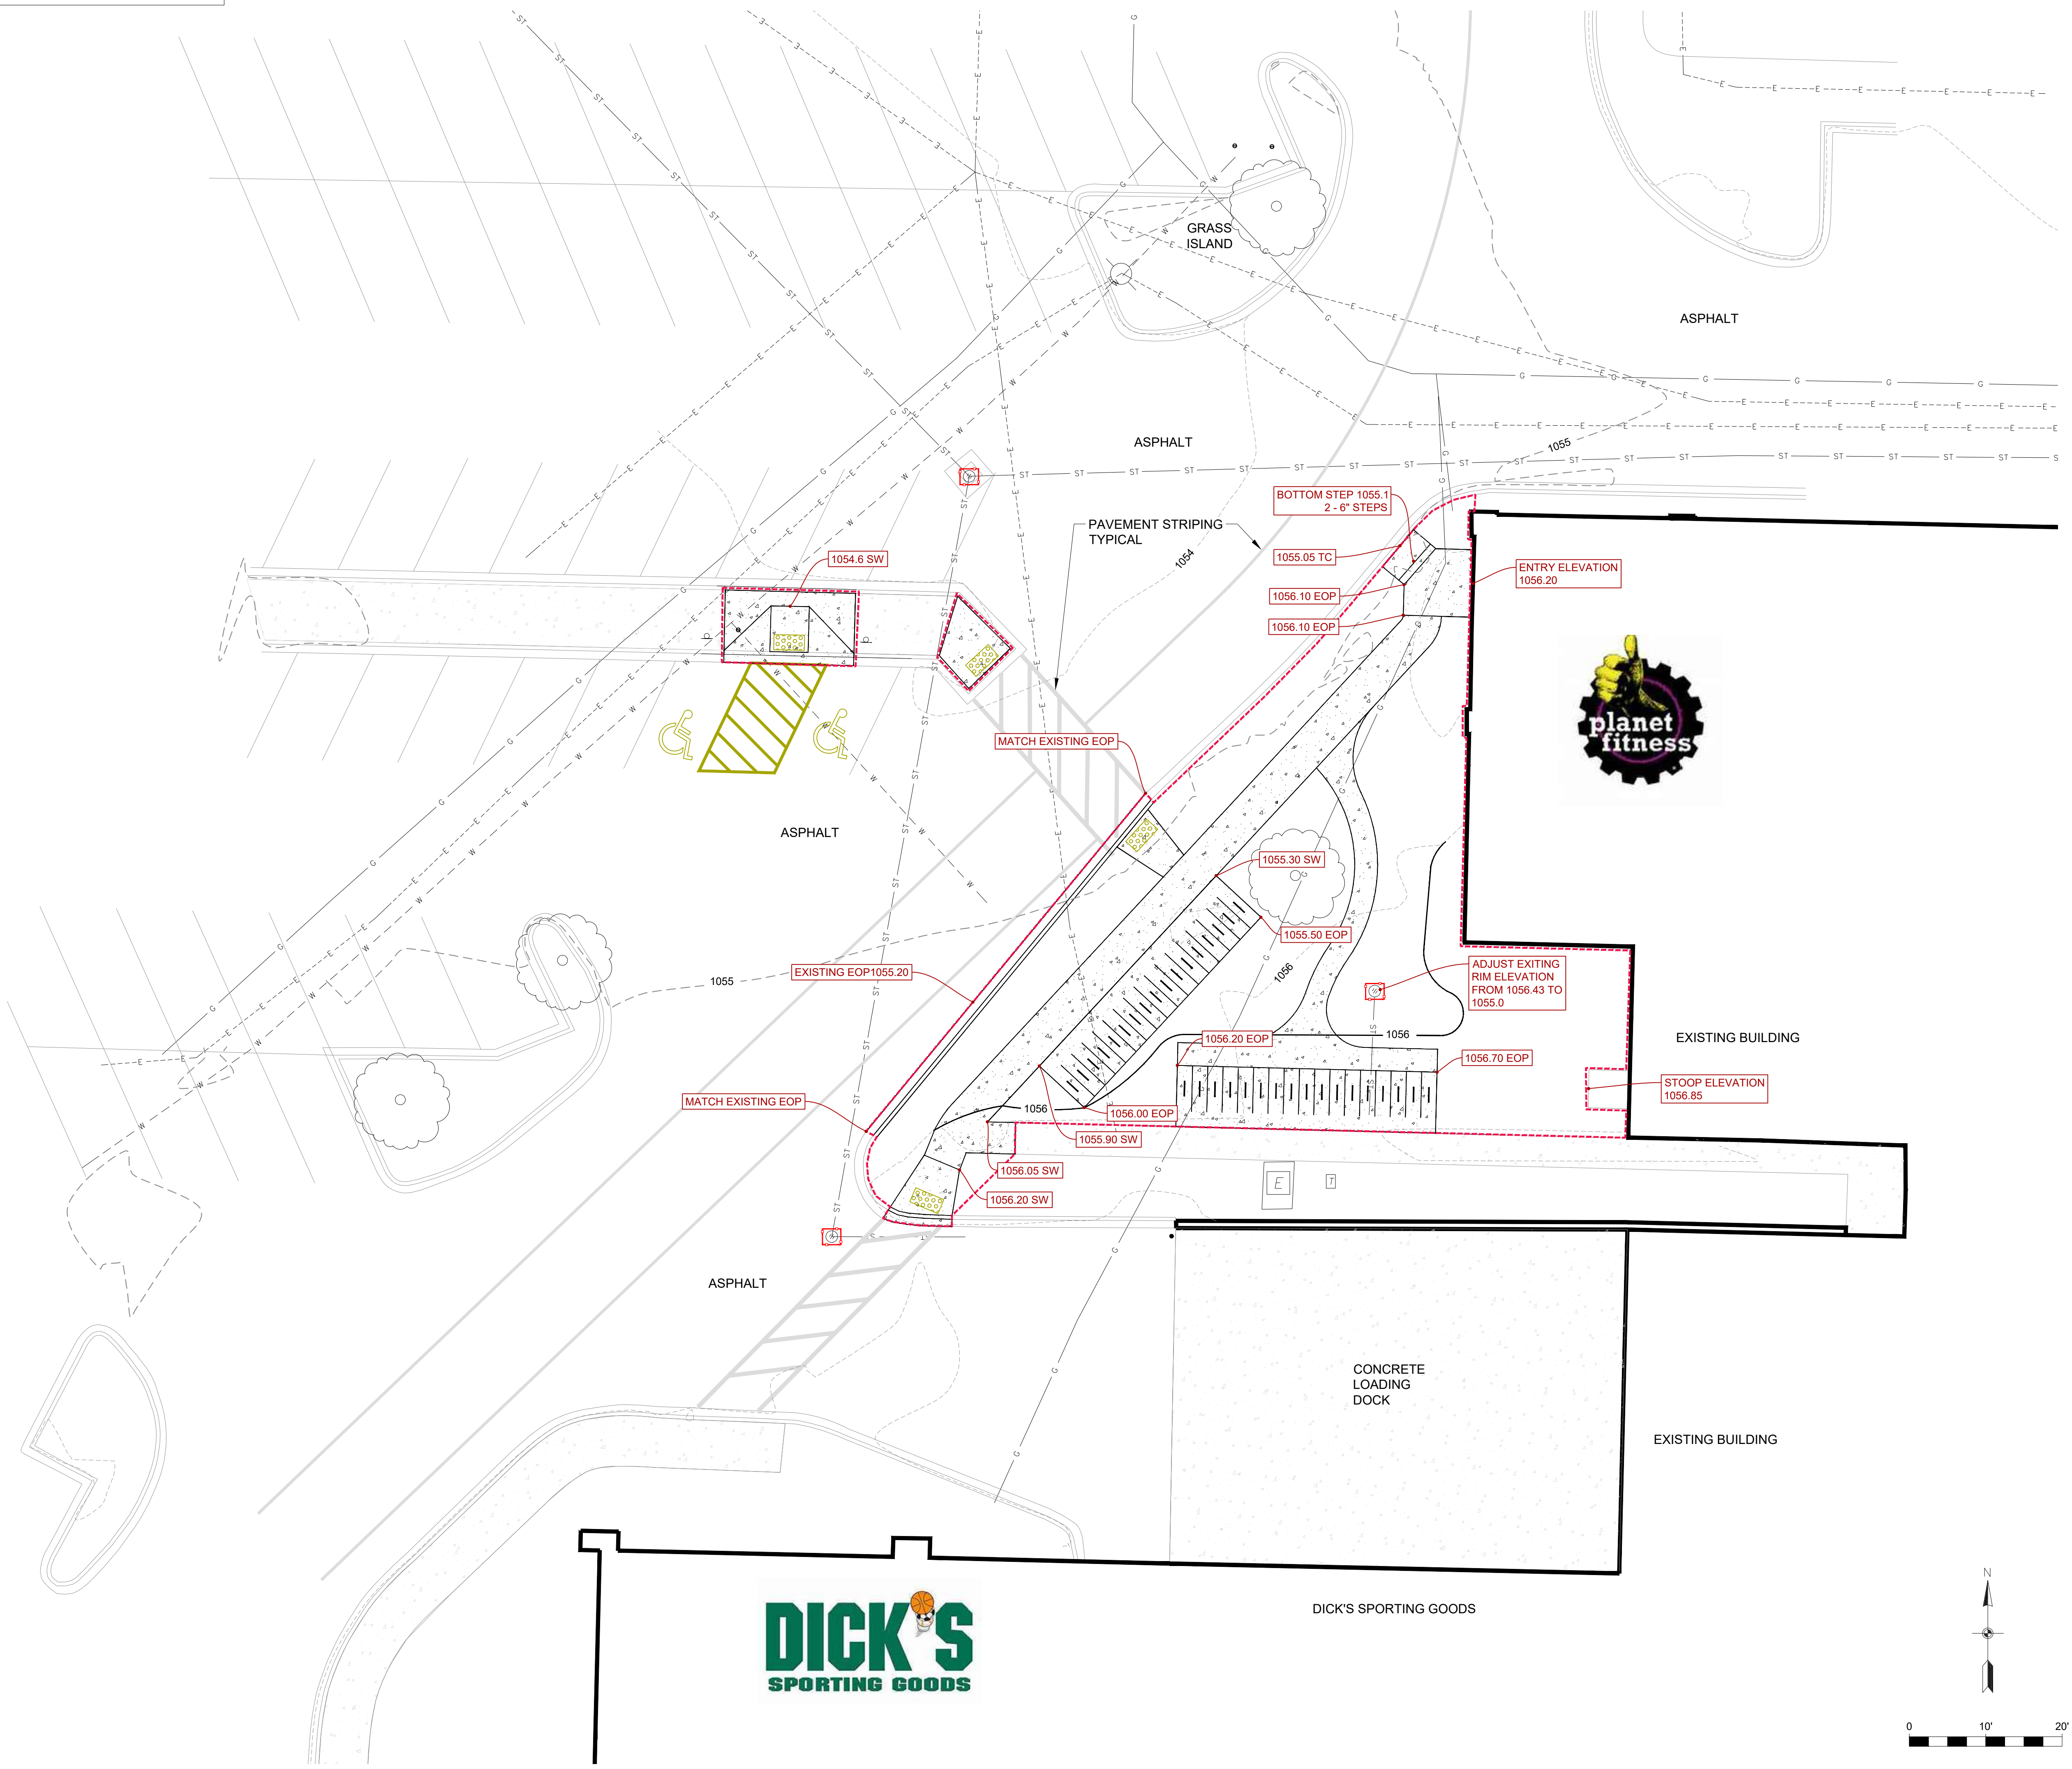 GRASS
ISLAND
ASPHALT
ASPHALT
1055
BOTTOM STEP 1055.1
2 - 6" STEPS
PAVEMENT STRIPING
TYPICAL
1054
1054.6 SW
1055.05 TC
ENTRY ELEVATION
1056.20
1056.10 EOP
1056.10 EOP
planet
fitness
MATCH EXISTING EOP
ASPHALT
1055.30 SW
1055.50 EOP
EXISTING EOP1055.20
1055
1056
ADJUST EXITING
RIM ELEVATION
FROM 1056.43 TO
1055.0
EXISTING BUILDING
1056.20 EOP
1056
1056.70 EOP
STOOP ELEVATION
1056.85
MATCH EXISTING EOP
1056
1056.00 EOP
1055.90 SW
1056.05 SW
1056.20 SW
E
T
ASPHALT
CONCRETE
LOADING
DOCK
EXISTING BUILDING
DICK'S SPORTING GOODS
DICK'S
SPORTING GOODS
N
0 10' 20'